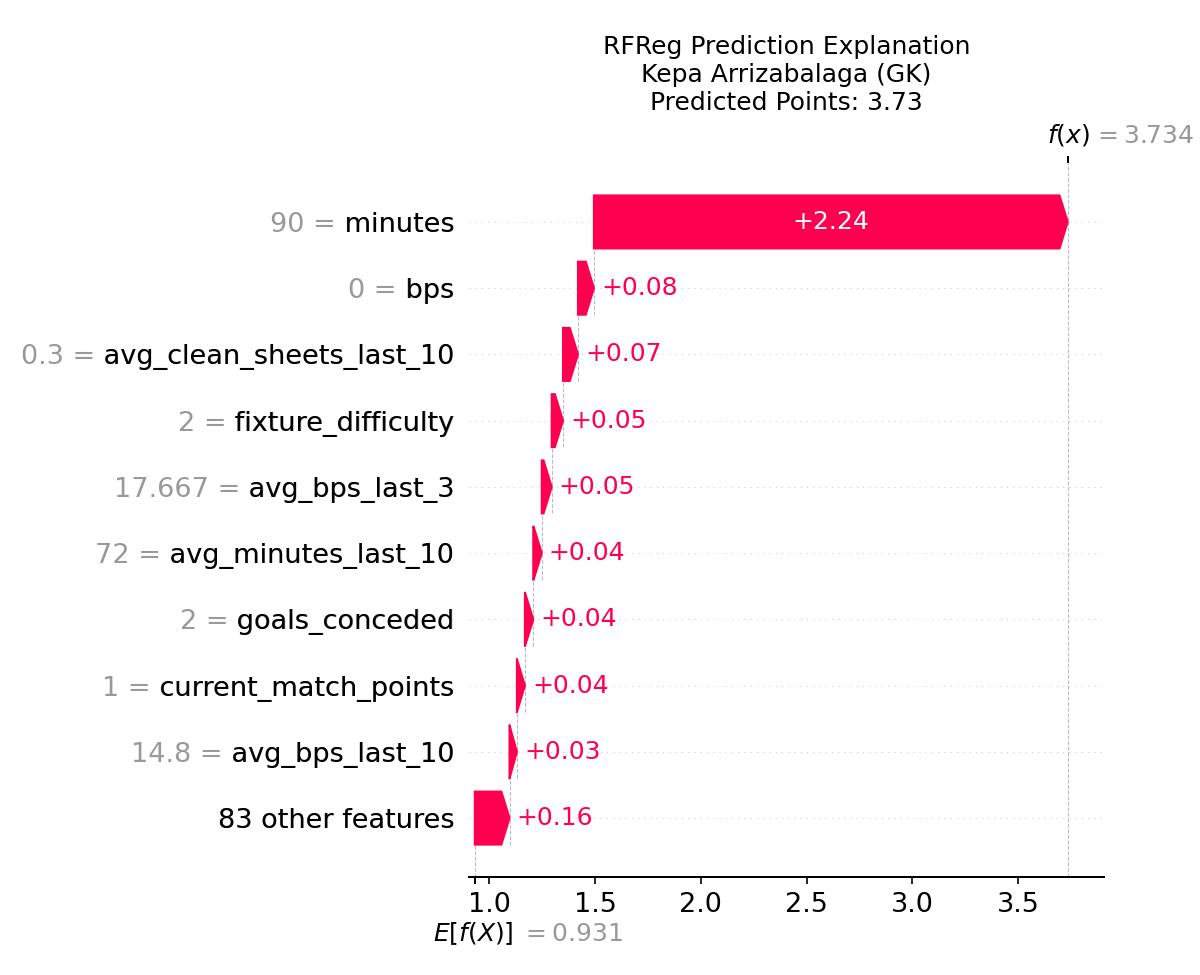 RFReg Prediction Explanation
Kepa Arrizabalaga (GK)
Predicted Points: 3.73
f(x) = 3.734
90 = minutes
+2.24
0 = bps
+0.08
0.3 = avg_clean_sheets_last_10
+0.07
2 = fixture_difficulty
+0.05
17.667 = avg_bps_last_3
+0.05
72 = avg_minutes_last_10
+0.04
2 = goals_conceded
+0.04
1 = current_match_points
+0.04
14.8 = avg_bps_last_10
+0.03
83 other features
+0.16
1.0 1.5 2.0 2.5 3.0 3.5
E[f(X)] = 0.931